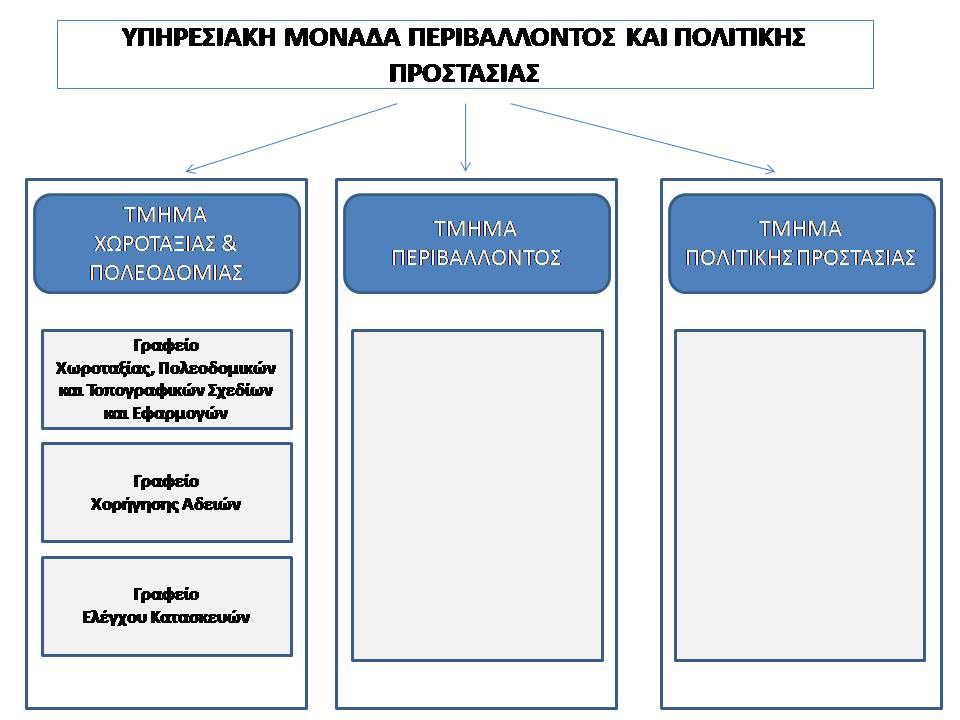 ΥΠΗΡΕΣΙΑΚΗ ΜΟΝΑΔΑ ΠΕΡΙΒΑΛΛΟΝΤΟΣ ΚΑΙ ΠΟΛΙΤΙΚΗΣ
ΠΡΟΣΤΑΣΙΑΣ
ΤΜΗΜΑ
ΧΩΡΟΤΑΞΙΑΣ &
ΠΟΛΕΟΔΟΜΙΑΣ
Γραφείο
Χωροταξίας, Πολεοδομικών
και Τοπογραφικών Σχεδίων
και Εφαρμογών
Γραφείο
Χορήγησης Αδειών
Γραφείο
Ελέγχου Κατασκευών
ΤΜΗΜΑ
ΠΕΡΙΒΑΛΛΟΝΤΟΣ
ΤΜΗΜΑ
ΠΟΛΙΤΙΚΗΣ ΠΡΟΣΤΑΣΙΑΣ